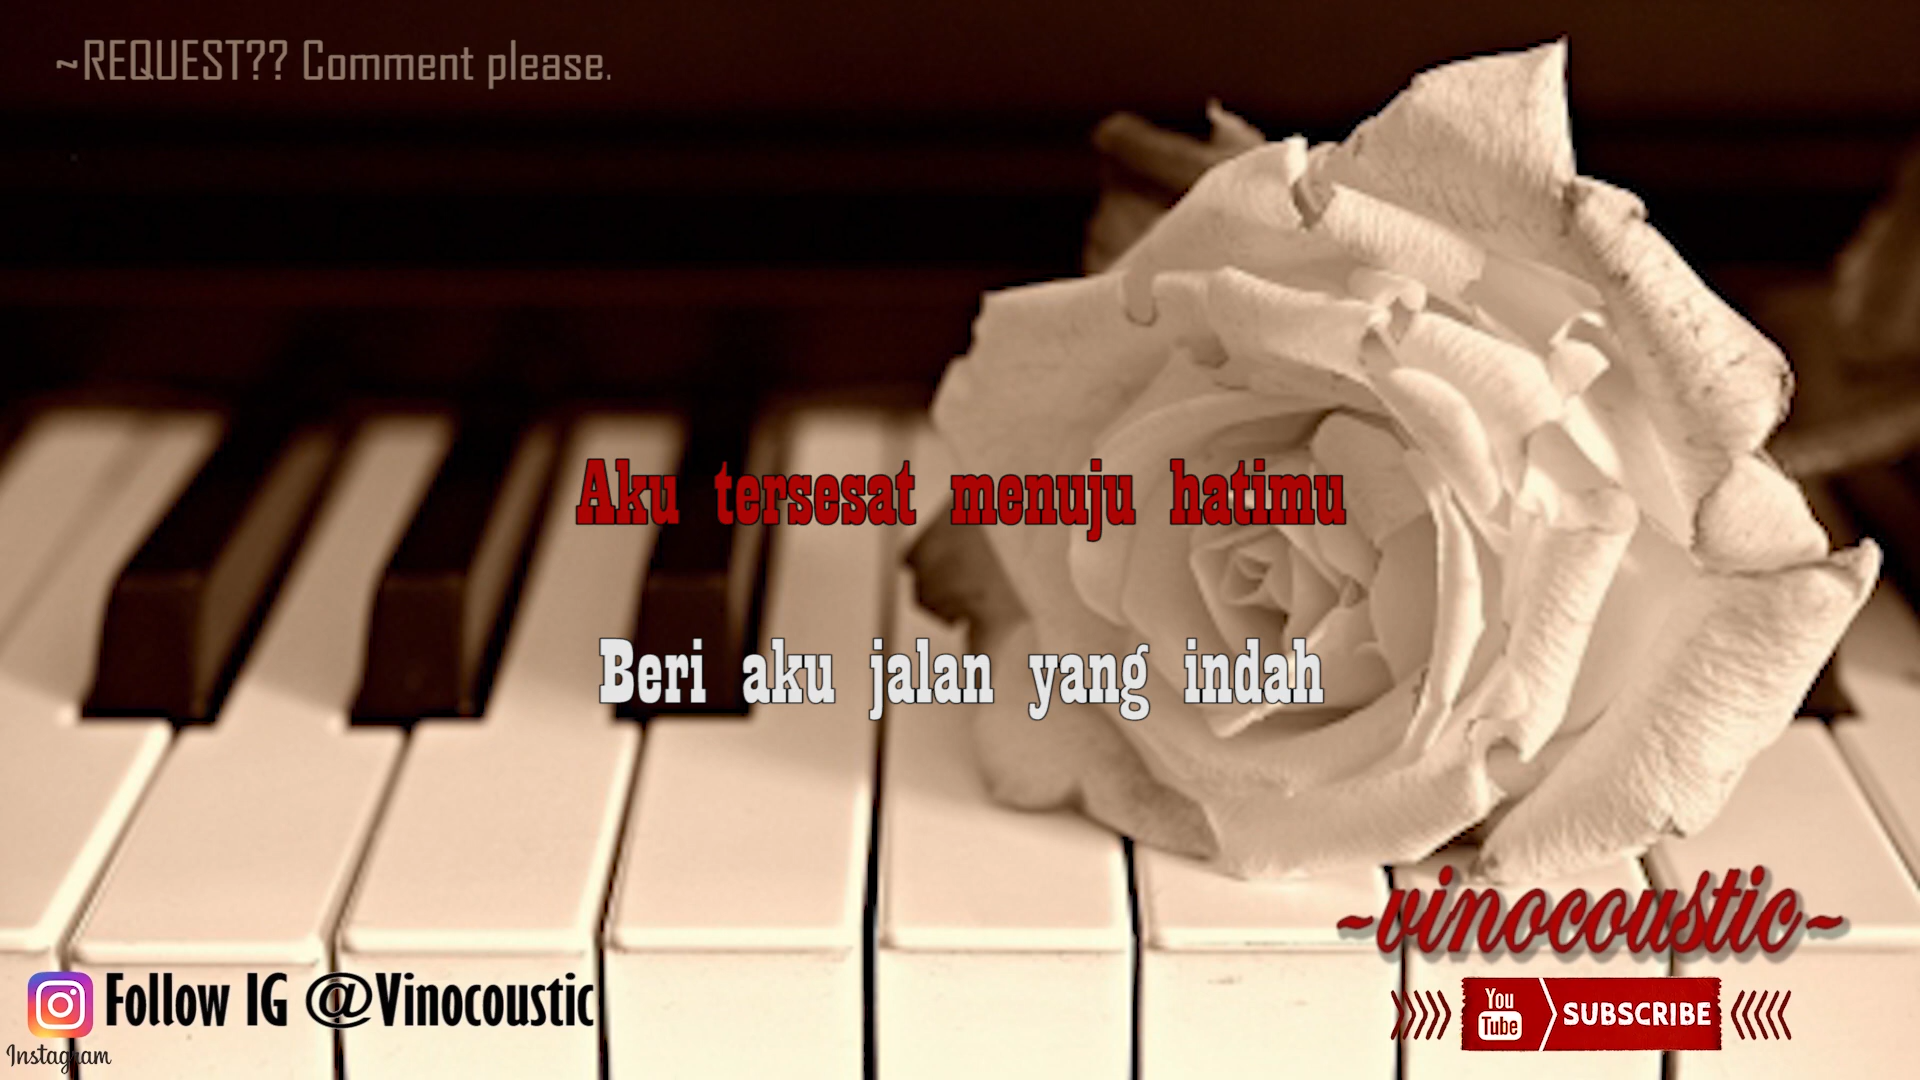 ~REQUEST?? Comment please.
Aku tersesat menuju hatimu
Beri aku jalan yang indah
~vinocoustic~
Follow IG @Vinocoustic
You
Tube
SUBSCRIBE
Instagram